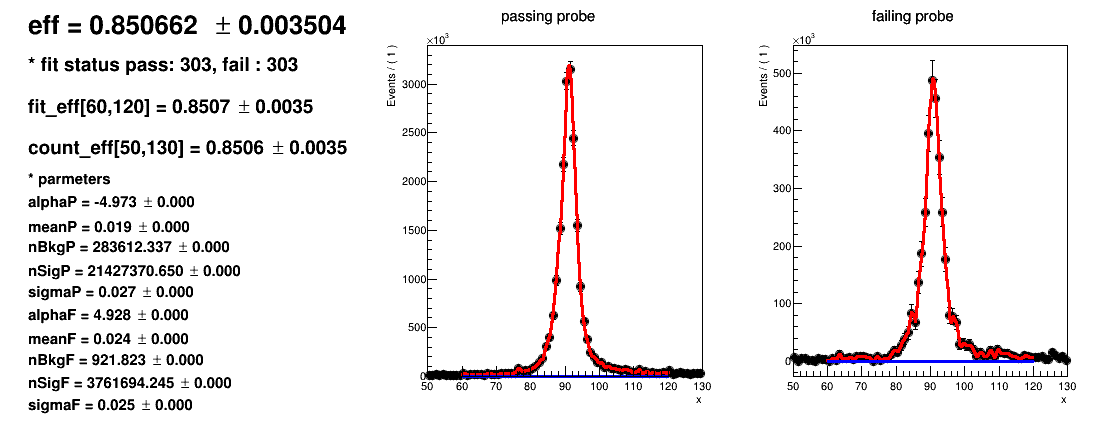 eff = 0.850662 ± 0.003504
* fit status pass: 303, fail : 303
fit_eff[60,120] = 0.8507 ± 0.0035
count_eff[50,130] = 0.8506 ± 0.0035
* parmeters
alphaP = -4.973 ± 0.000
meanP = 0.019 ± 0.000
nBkgP = 283612.337 ± 0.000
nSigP = 21427370.650 ± 0.000
sigmaP = 0.027 ± 0.000
alphaF = 4.928 ± 0.000
meanF = 0.024 ± 0.000
nBkgF = 921.823 ± 0.000
nSigF = 3761694.245 ± 0.000
sigmaF = 0.025 ± 0.000
passing probe
×10³
Events / ( 1 )
3000
2500
2000
1500
1000
500
0
50 60 70 80 90 100 110 120 130
x
failing probe
×10³
Events / ( 1 )
500
400
300
200
100
0
50 60 70 80 90 100 110 120 130
x